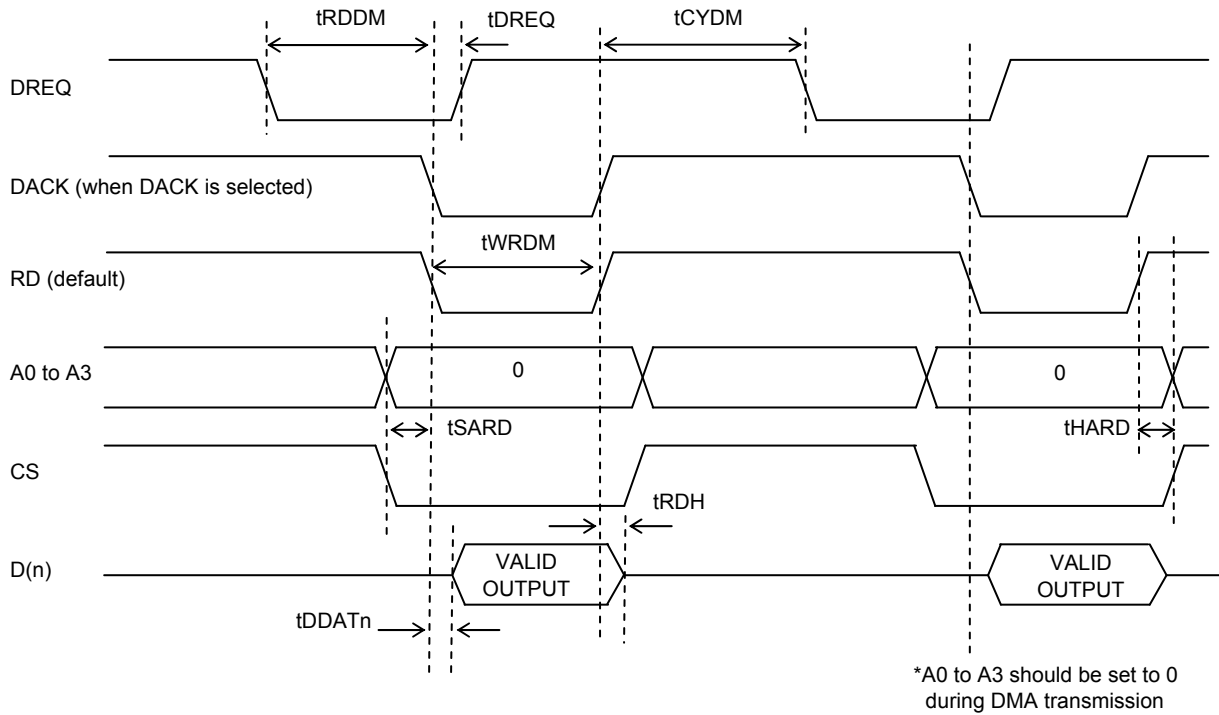 tRDDM
tDREQ
tCYDM
DREQ
DACK (when DACK is selected)
tWRDM
RD (default)
A0 to A3
0
0
tSARD
tHARD
CS
tRDH
D(n)
VALID
OUTPUT
VALID
OUTPUT
tDDATn
*A0 to A3 should be set to 0
during DMA transmission